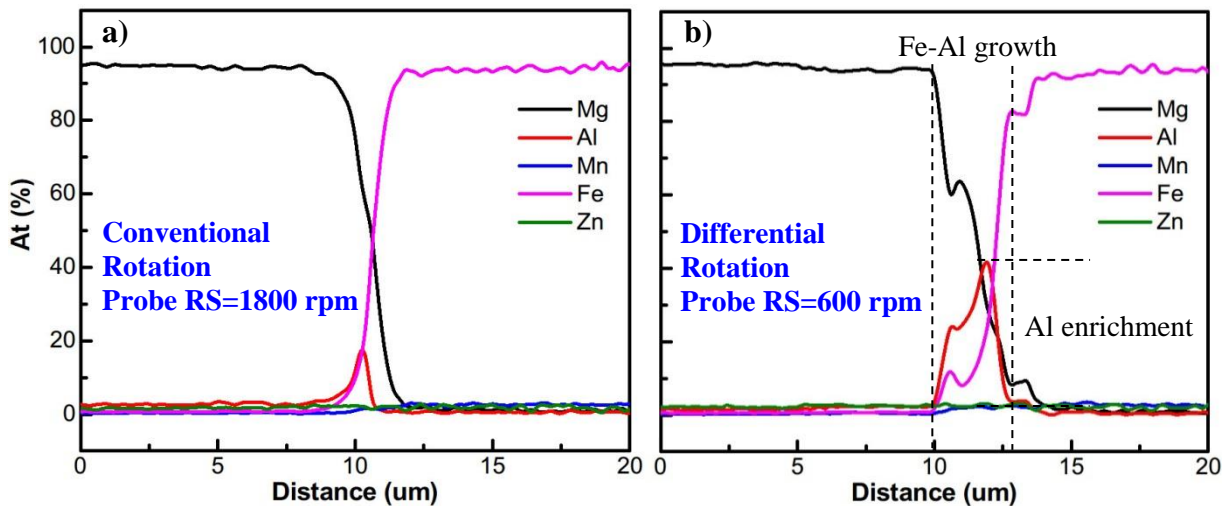 a)
100
80
60
40
20
0
At (%)
Mg
Al
Mn
Fe
Zn
Conventional
Rotation
Probe RS=1800 rpm
0 5 10 15 20
Distance (um)
b)
Fe-Al growth
Mg
Al
Mn
Fe
Zn
Differential
Rotation
Probe RS=600 rpm
Al enrichment
0 5 10 15 20
Distance (um)